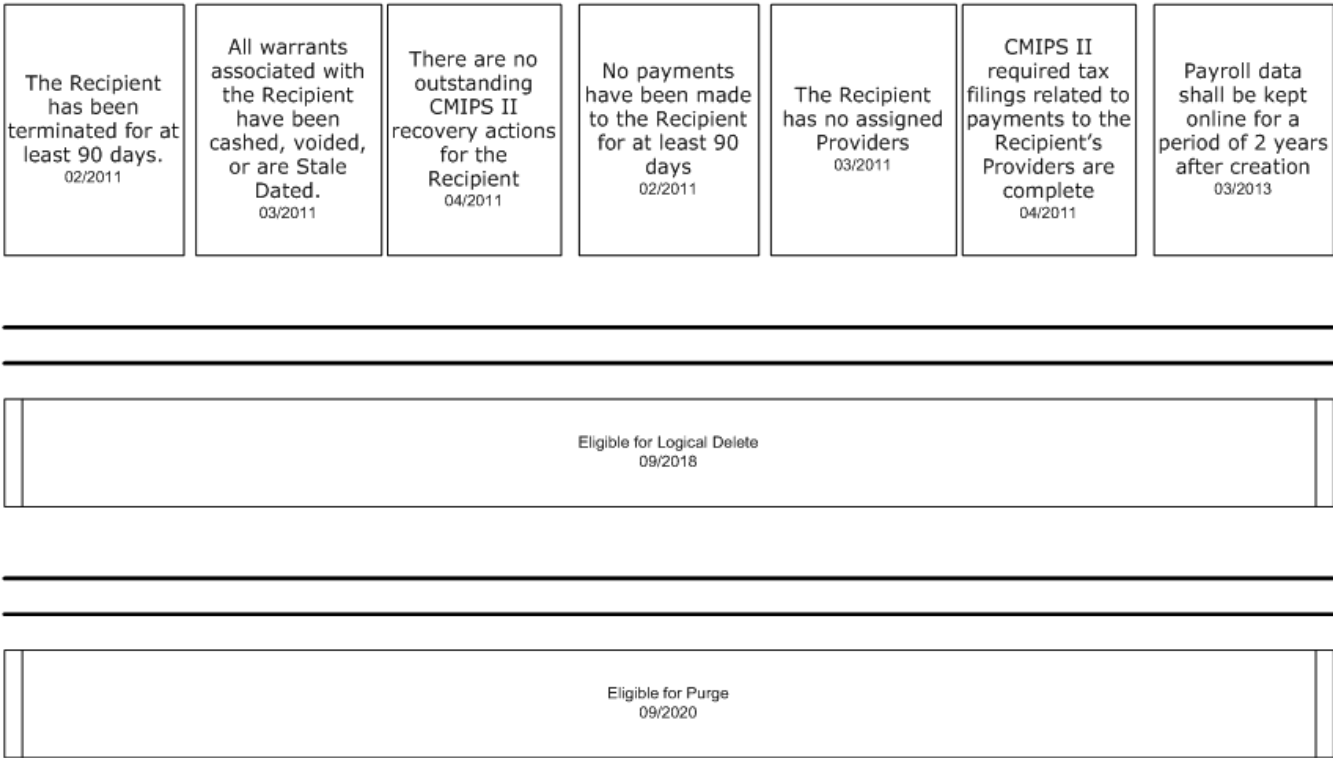 The Recipient
has been
terminated for at
least 90 days.
02/2011
All warrants
associated with
the Recipient
have been
cashed, voided,
or are Stale
Dated.
03/2011
There are no
outstanding
CMIPS II
recovery actions
for the
Recipient
04/2011
No payments
have been made
to the Recipient
for at least 90
days
02/2011
The Recipient
has no assigned
Providers
03/2011
CMIPS II
required tax
filings related to
payments to the
Recipient's
Providers are
complete
04/2011
Payroll data
shall be kept
online for a
period of 2 years
after creation
03/2013
Eligible for Logical Delete
09/2018
Eligible for Purge
09/2020